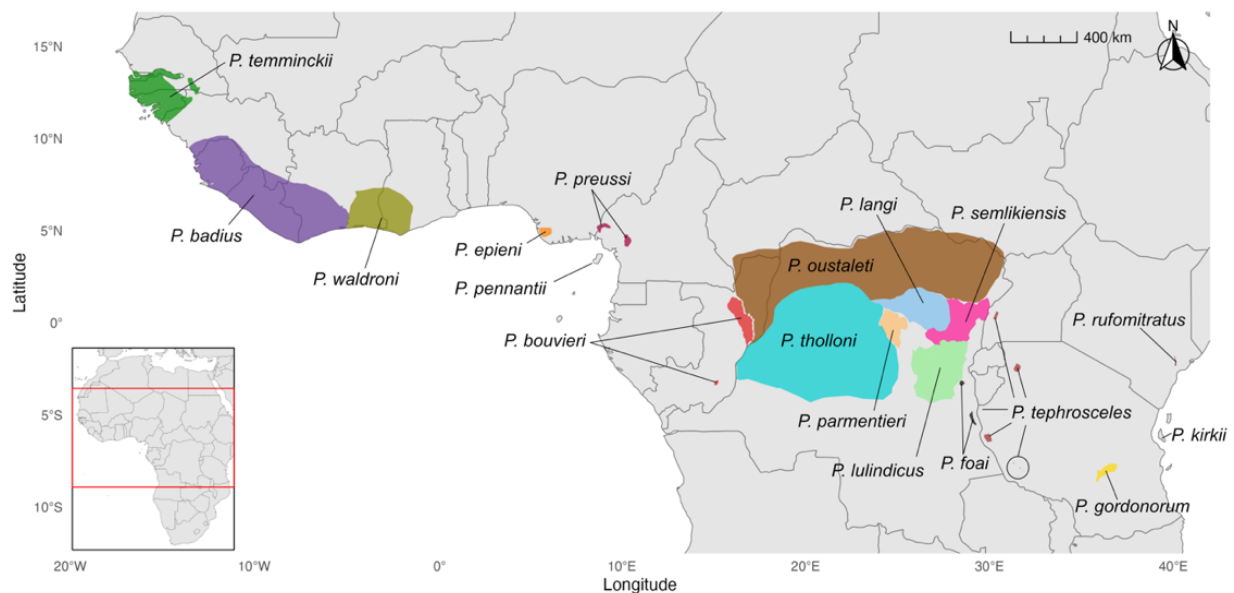 15°N
N
400 km
P. temminckii
10°N
P. preussi
P. langi
P. semlikiensis
5°N
P. badius
P. epieni
P. waldroni
P. oustaleti
P. pennantii
Latitude
0°
P. bouvieri
P. tholloni
P. rufomitratus
5°S
P. parmentieri
P. tephrosceles
P. kirkii
P. lulindicus
P. foai
P. gordonorum
10°S
20°W
10°W
0°
10°E
20°E
30°E
40°E
Longitude